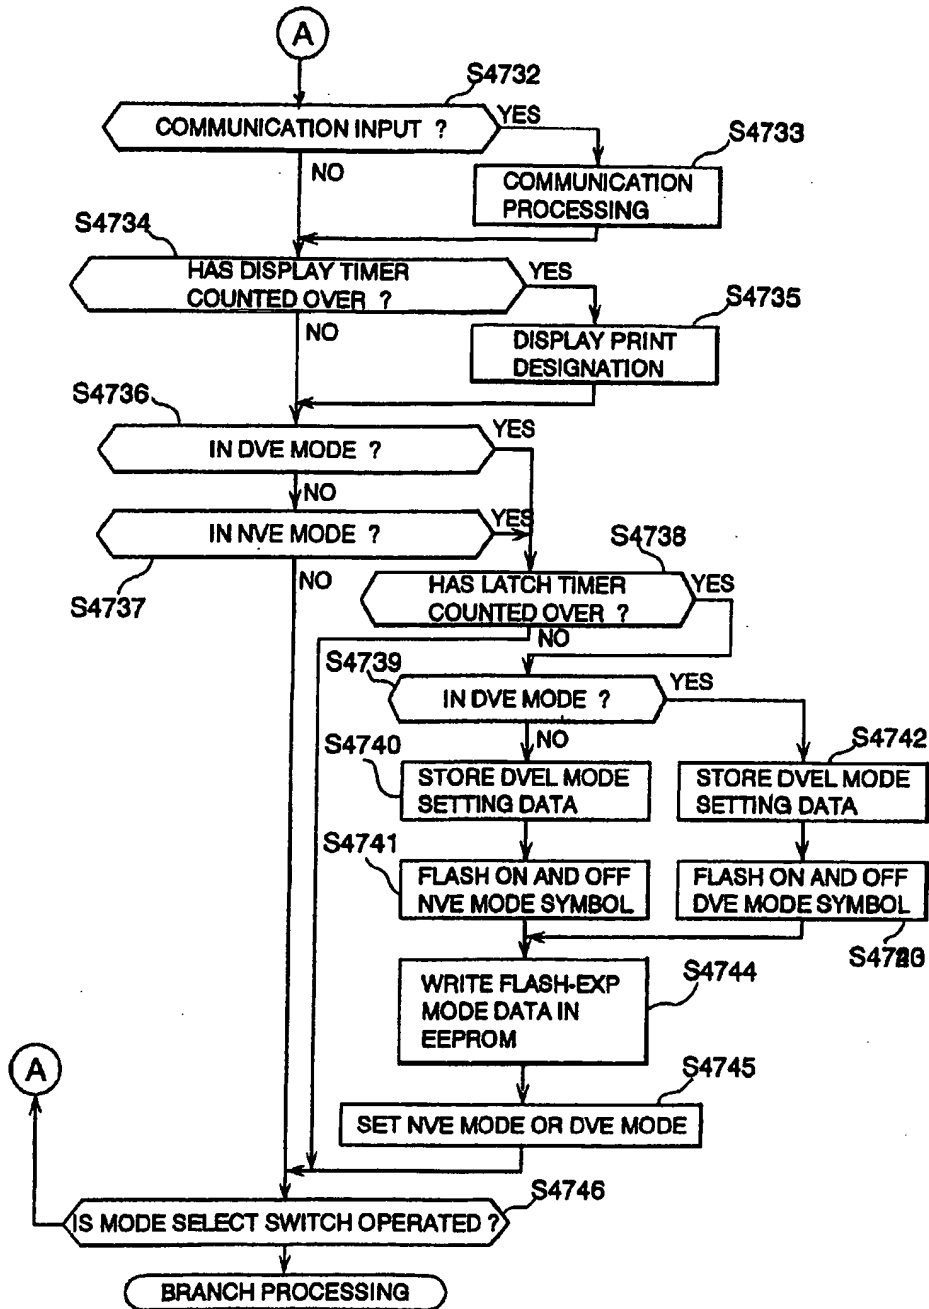 A
S4732
COMMUNICATION INPUT ?
YES
NO
S4733
COMMUNICATION
PROCESSING
S4734
HAS DISPLAY TIMER
COUNTED OVER ?
YES
NO
S4735
DISPLAY PRINT
DESIGNATION
S4736
IN DVE MODE ?
YES
NO
IN NVE MODE ?
YES
S4737
NO
S4738
HAS LATCH TIMER
COUNTED OVER ?
YES
NO
S4739
IN DVE MODE ?
YES
NO
S4740
STORE DVEL MODE
SETTING DATA
S4742
STORE DVEL MODE
SETTING DATA
S4741
FLASH ON AND OFF
NVE MODE SYMBOL
FLASH ON AND OFF
DVE MODE SYMBOL
S4744
WRITE FLASH-EXP
MODE DATA IN
EEPROM
A
S4745
SET NVE MODE OR DVE MODE
S4746
IS MODE SELECT SWITCH OPERATED ?
BRANCH PROCESSING